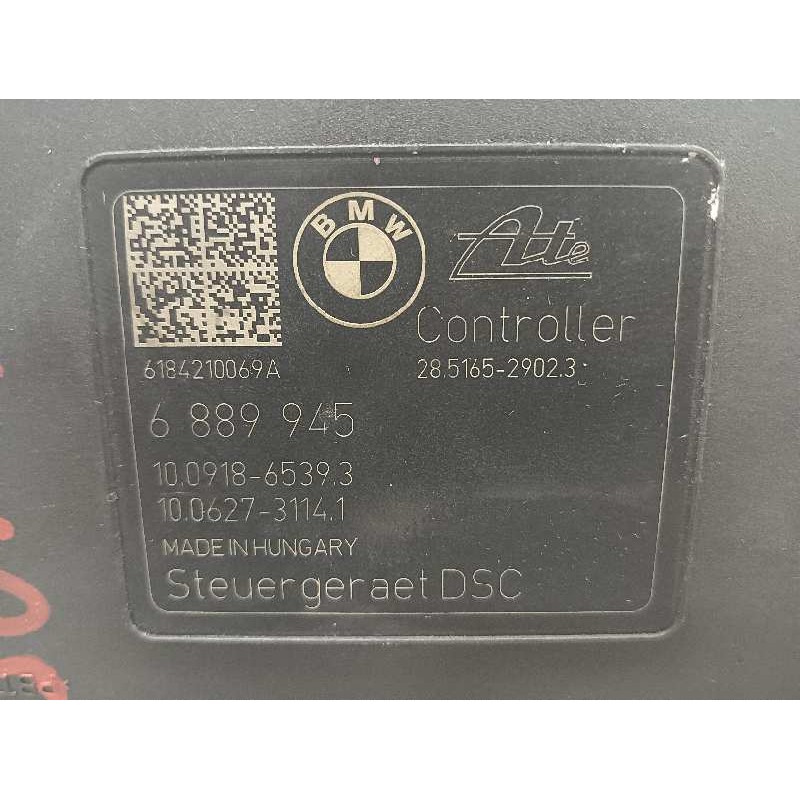 BMW
Ate
Controller
6184210069A
28.5165-2902.3
6 889 945
10.0918-6539.3
10.0627-3114.1
MADE IN HUNGARY
Steuergeraet DSC